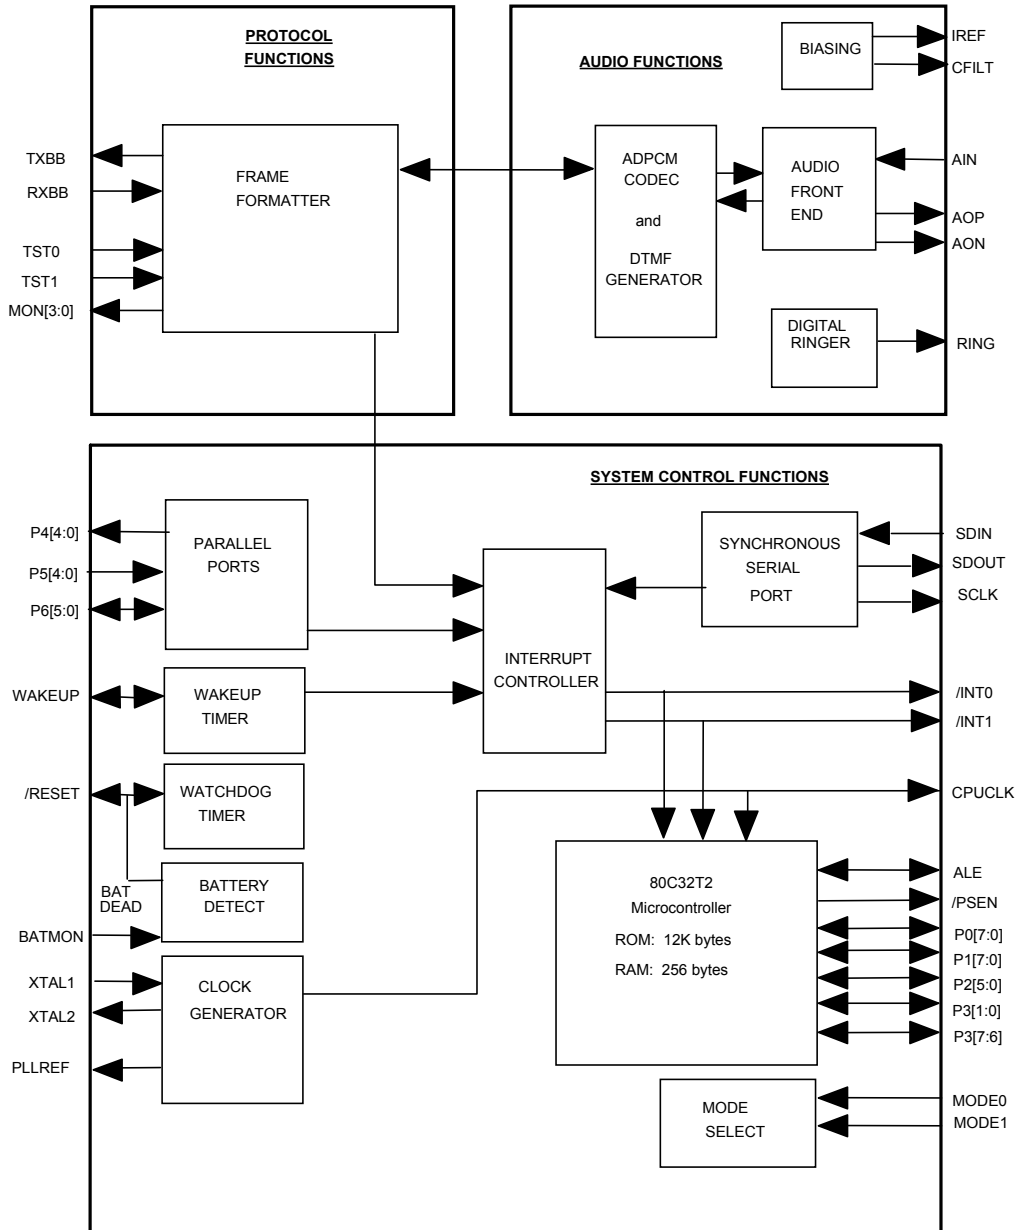 PROTOCOL
FUNCTIONS
TXBB
RXBB
TST0
TST1
MON[3:0]
FRAME
FORMATTER
AUDIO FUNCTIONS
BIASING
IREF
CFILT
ADPCM
CODEC
and
DTMF
GENERATOR
AUDIO
FRONT
END
AIN
AOP
AON
DIGITAL
RINGER
RING
SYSTEM CONTROL FUNCTIONS
P4[4:0]
P5[4:0]
P6[5:0]
PARALLEL
PORTS
WAKEUP
WAKEUP
TIMER
/RESET
WATCHDOG
TIMER
BAT
DEAD
BATTERY
DETECT
BATMON
XTAL1
XTAL2
PLLREF
CLOCK
GENERATOR
INTERRUPT
CONTROLLER
SYNCHRONOUS
SERIAL
PORT
SDIN
SDOUT
SCLK
/INT0
/INT1
CPUCLK
80C32T2
Microcontroller
ROM: 12K bytes
RAM: 256 bytes
ALE
/PSEN
P0[7:0]
P1[7:0]
P2[5:0]
P3[1:0]
P3[7:6]
MODE
SELECT
MODE0
MODE1